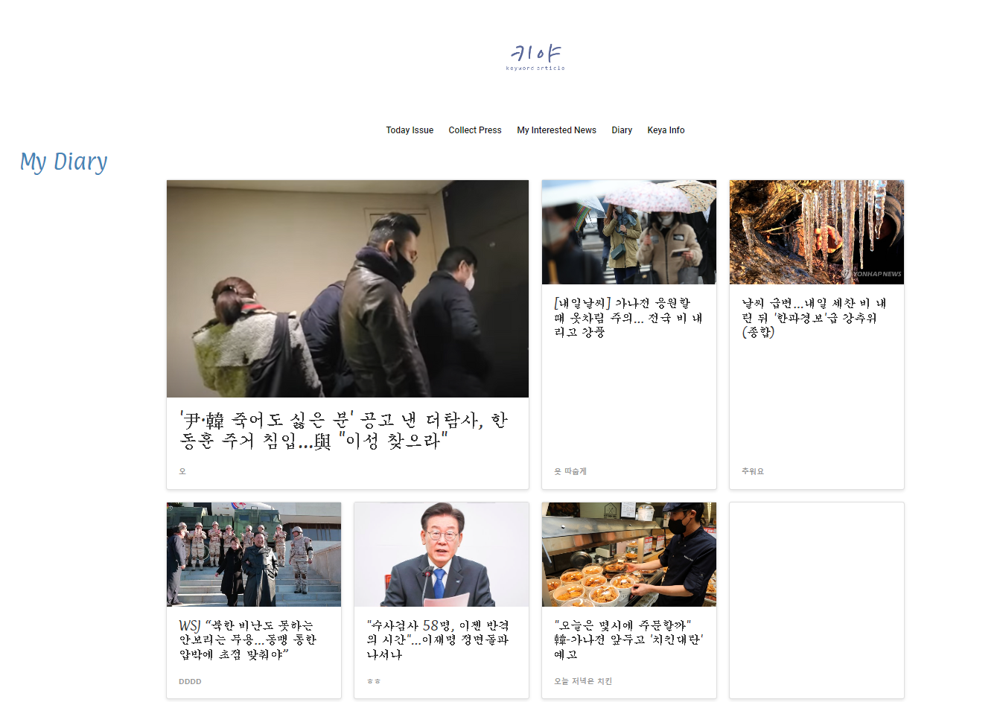 키야
keyword article
Today Issue Collect Press My Interested News Diary Keya Info
My Diary
'尹·韓 죽어도 싫은 분' 공고 낸 더탐사, 한
동훈 주거 침입...與 "이성 찾으라"
오
[내일날씨] 가나전 응원할
때 옷차림 주의... 전국 비 내
리고 강풍
옷 따숩게
YONHAPNEWS
날씨 급변...내일 세찬 비 내
린 뒤 '한파경보'급 강추위
(종합)
추워요
WSJ “북한 비난도 못하는
안보리는 무용...동맹 통한
압박에 초점 맞춰야”
DDDD
"수사검사 58명, 이젠 반격
의 시간"...이재명 정면돌파
나서나
ㅎㅎ
"오늘은 몇시에 주문할까"
韓-가나전 앞두고 '치킨대란'
예고
오늘 저녁은 치킨